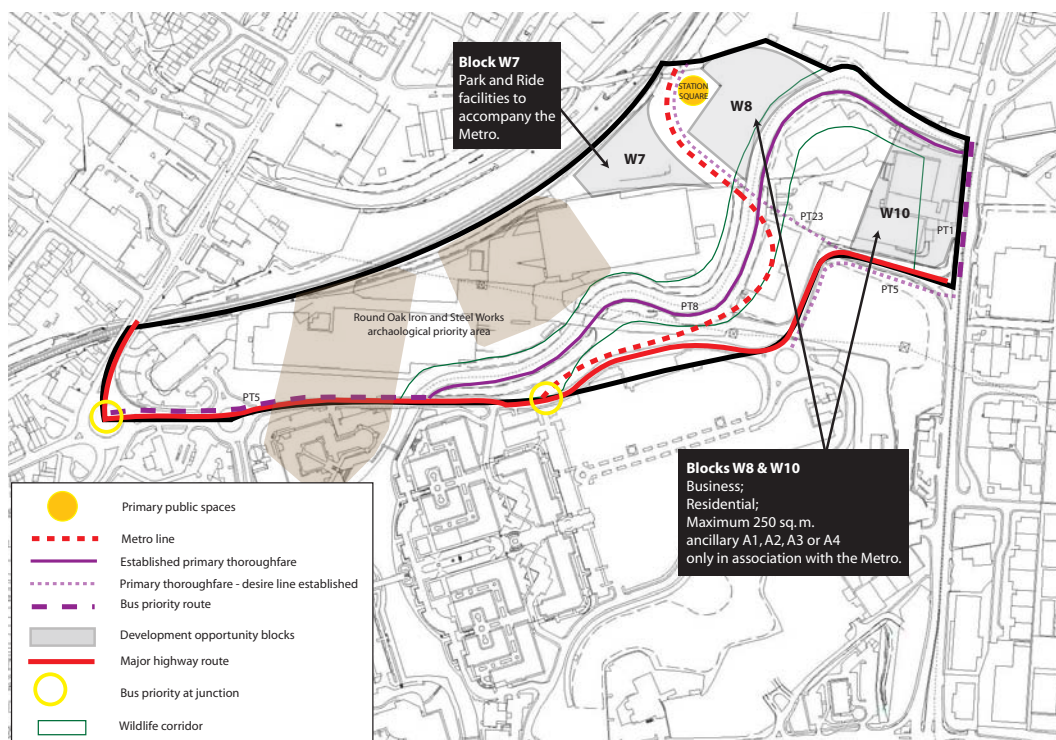 Block W7
Park and Ride
facilities to
accompany the
Metro.
STATION
SQUARE
W8
W7
W10
PT23
PT1
PT5
PT8
Round Oak Iron and Steel Works
archaological priority area
PT5
Blocks W8 & W10
Business;
Residential;
Maximum 250 sq. m.
ancillary A1, A2, A3 or A4
only in association with the Metro.
Primary public spaces
Metro line
Established primary thoroughfare
Primary thoroughfare - desire line established
Bus priority route
Development opportunity blocks
Major highway route
Bus priority at junction
Wildlife corridor